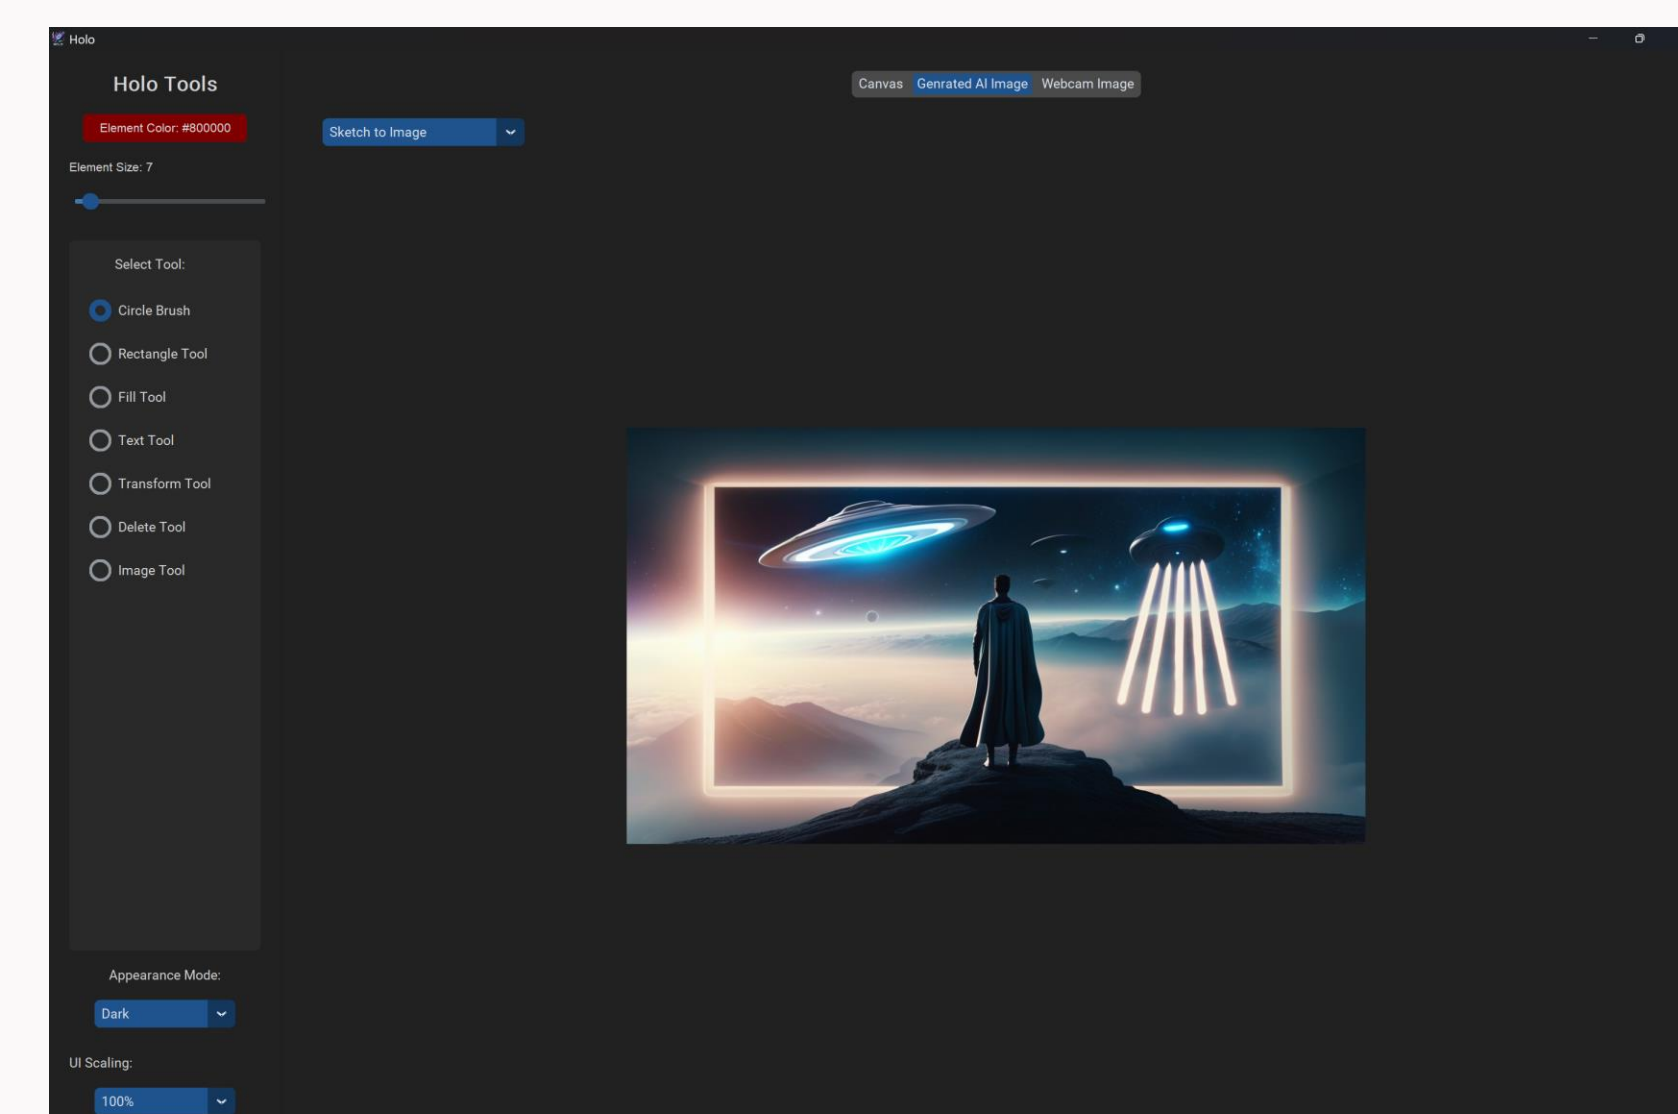 Holo
Holo Tools
Canvas Genrated AI Image Webcam Image
Element Color: #800000
Sketch to Image
Element Size: 7
Select Tool:
Circle Brush
Rectangle Tool
Fill Tool
Text Tool
Transform Tool
Delete Tool
Image Tool
Appearance Mode:
Dark
UI Scaling:
100%